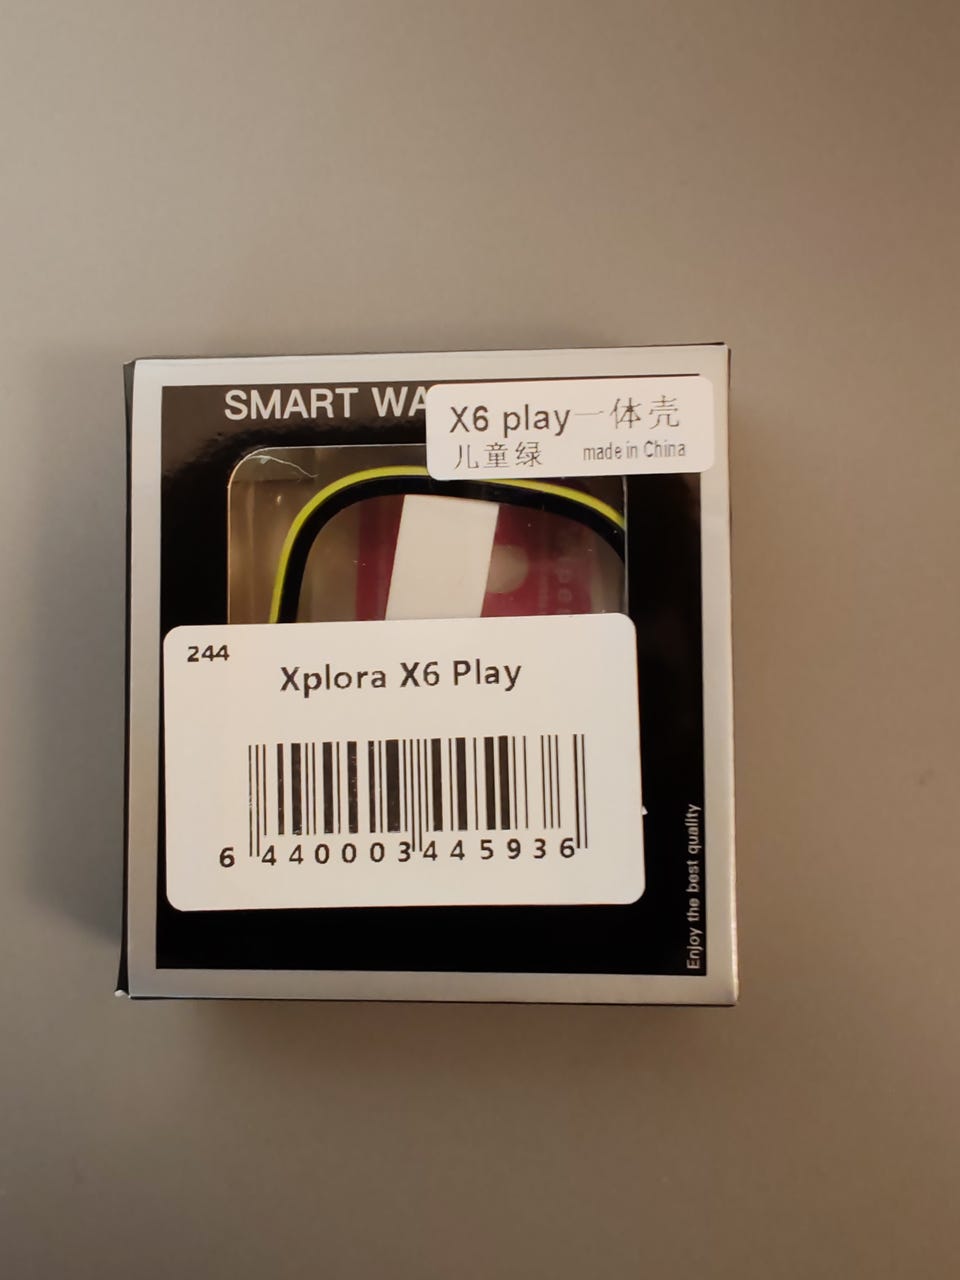 SMART WA
X6 play一体壳
儿童绿 made in China
244
Xplora X6 Play
6 440003 445936
Enjoy the best quality